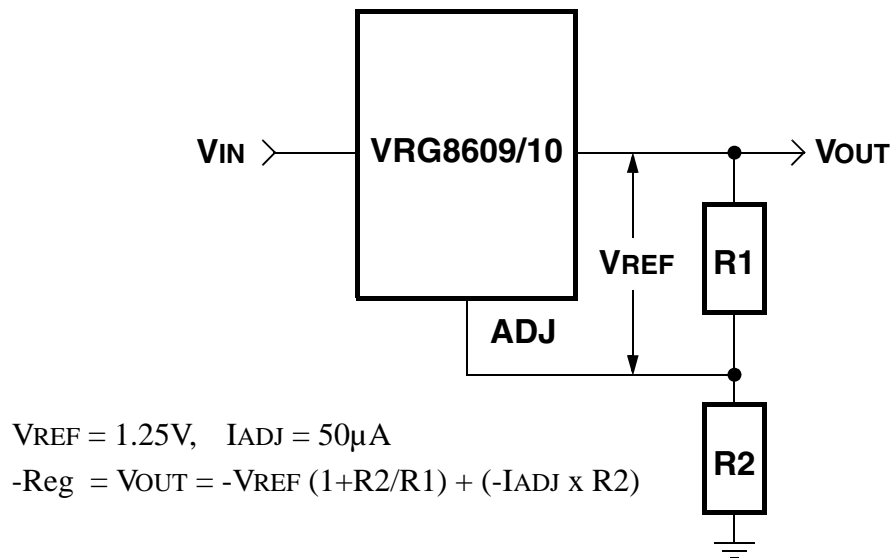 VIN VRG8609/10 VOUT
VREF R1
ADJ
VREF = 1.25V, IADJ = 50µA
R2
-Reg = VOUT = -VREF (1+R2/R1) + (-IADJ x R2)